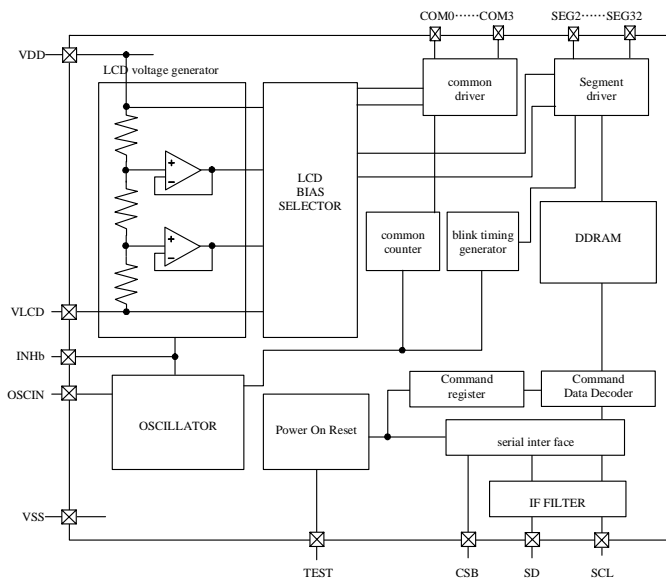 COM0······COM3
SEG2······SEG32
VDD
LCD voltage generator
common
driver
Segment
driver
+
−
LCD
BIAS
SELECTOR
+
−
common
counter
blink timing
generator
DDRAM
VLCD
INHb
OSCIN
OSCILLATOR
Power On Reset
Command
register
Command
Data Decoder
serial inter face
IF FILTER
VSS
TEST
CSB
SD
SCL